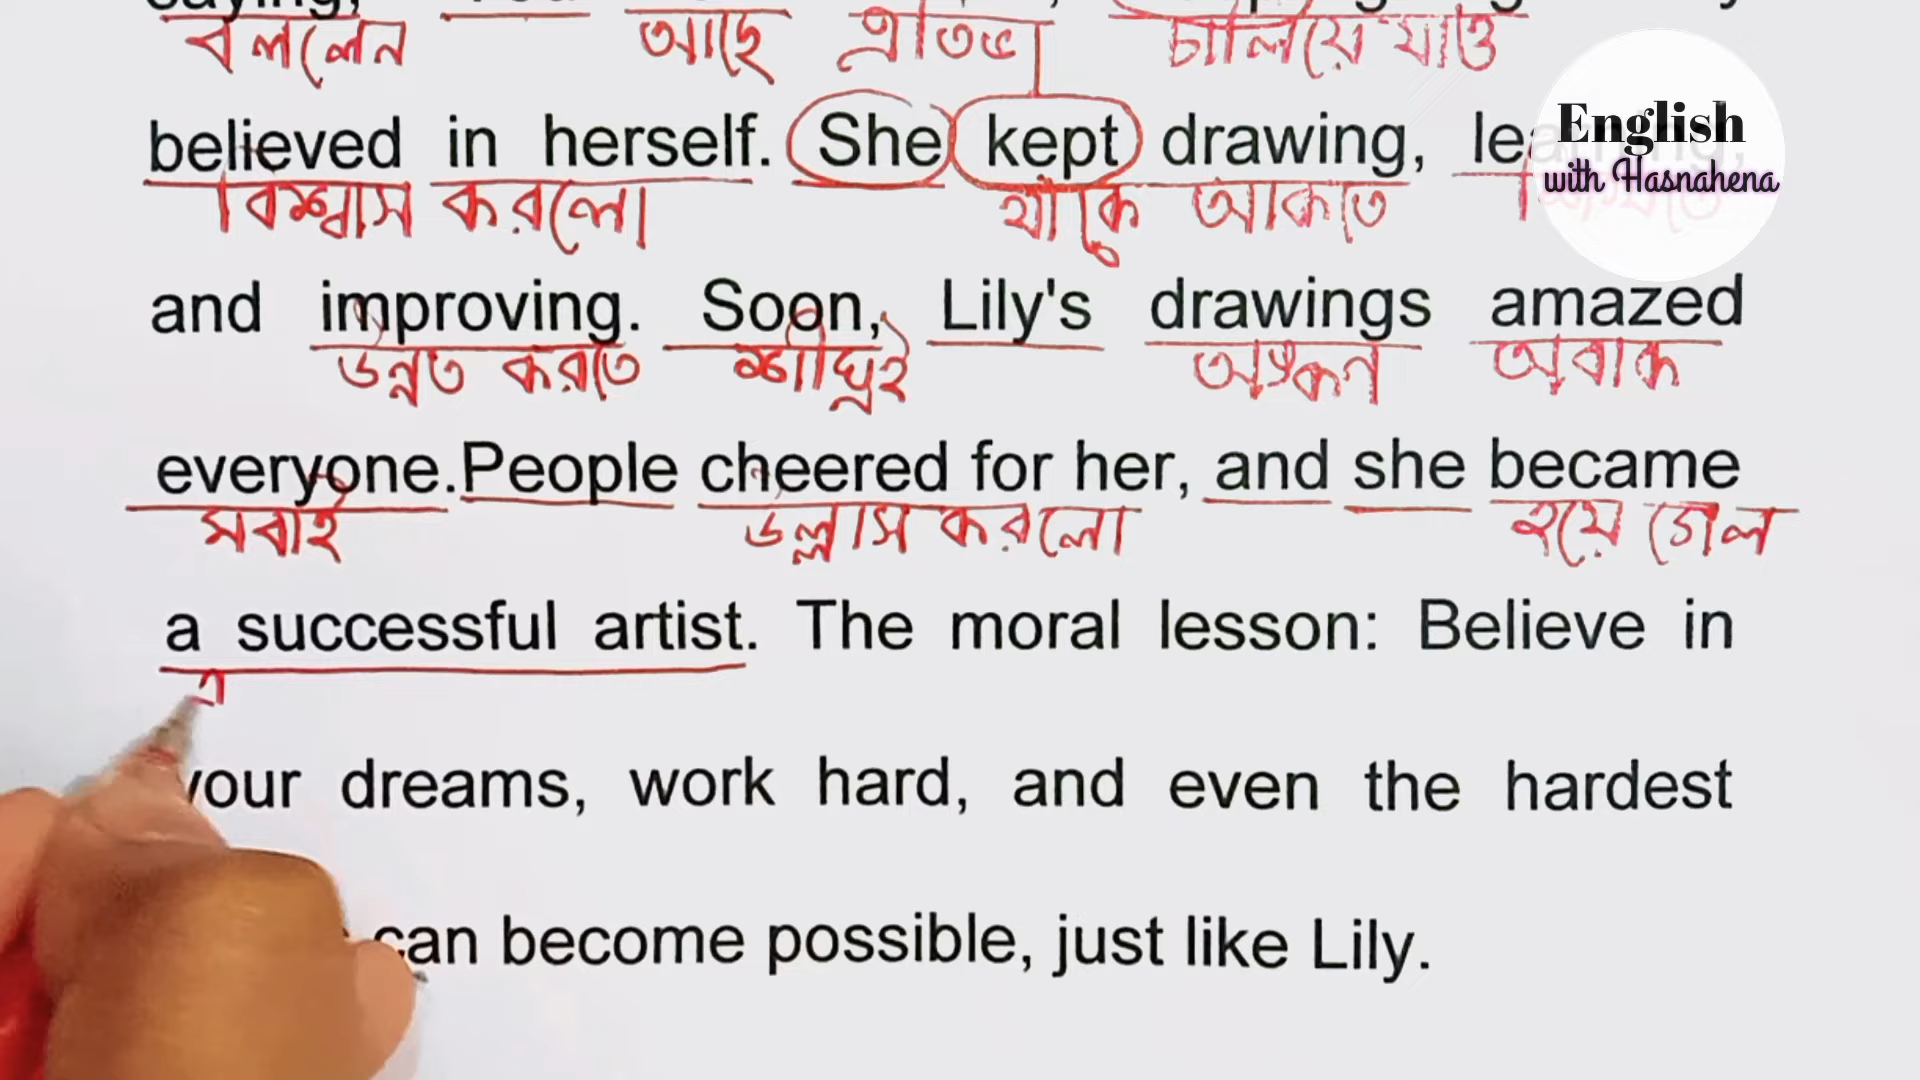 বললেন আছে প্রতিভা চালিয়ে যাও
believed in herself. She kept drawing,
বিশ্বাস করলো থাকে আকতে
and improving. Soon, Lily's drawings amazed
উন্নত করতে শীঘ্রই অঙ্কন অবাক
everyone.People cheered for her, and she became
সবাই উল্লাস করলো হয়ে গেল
a successful artist. The moral lesson: Believe in
your dreams, work hard, and even the hardest
can become possible, just like Lily.
English
with Hasnahena